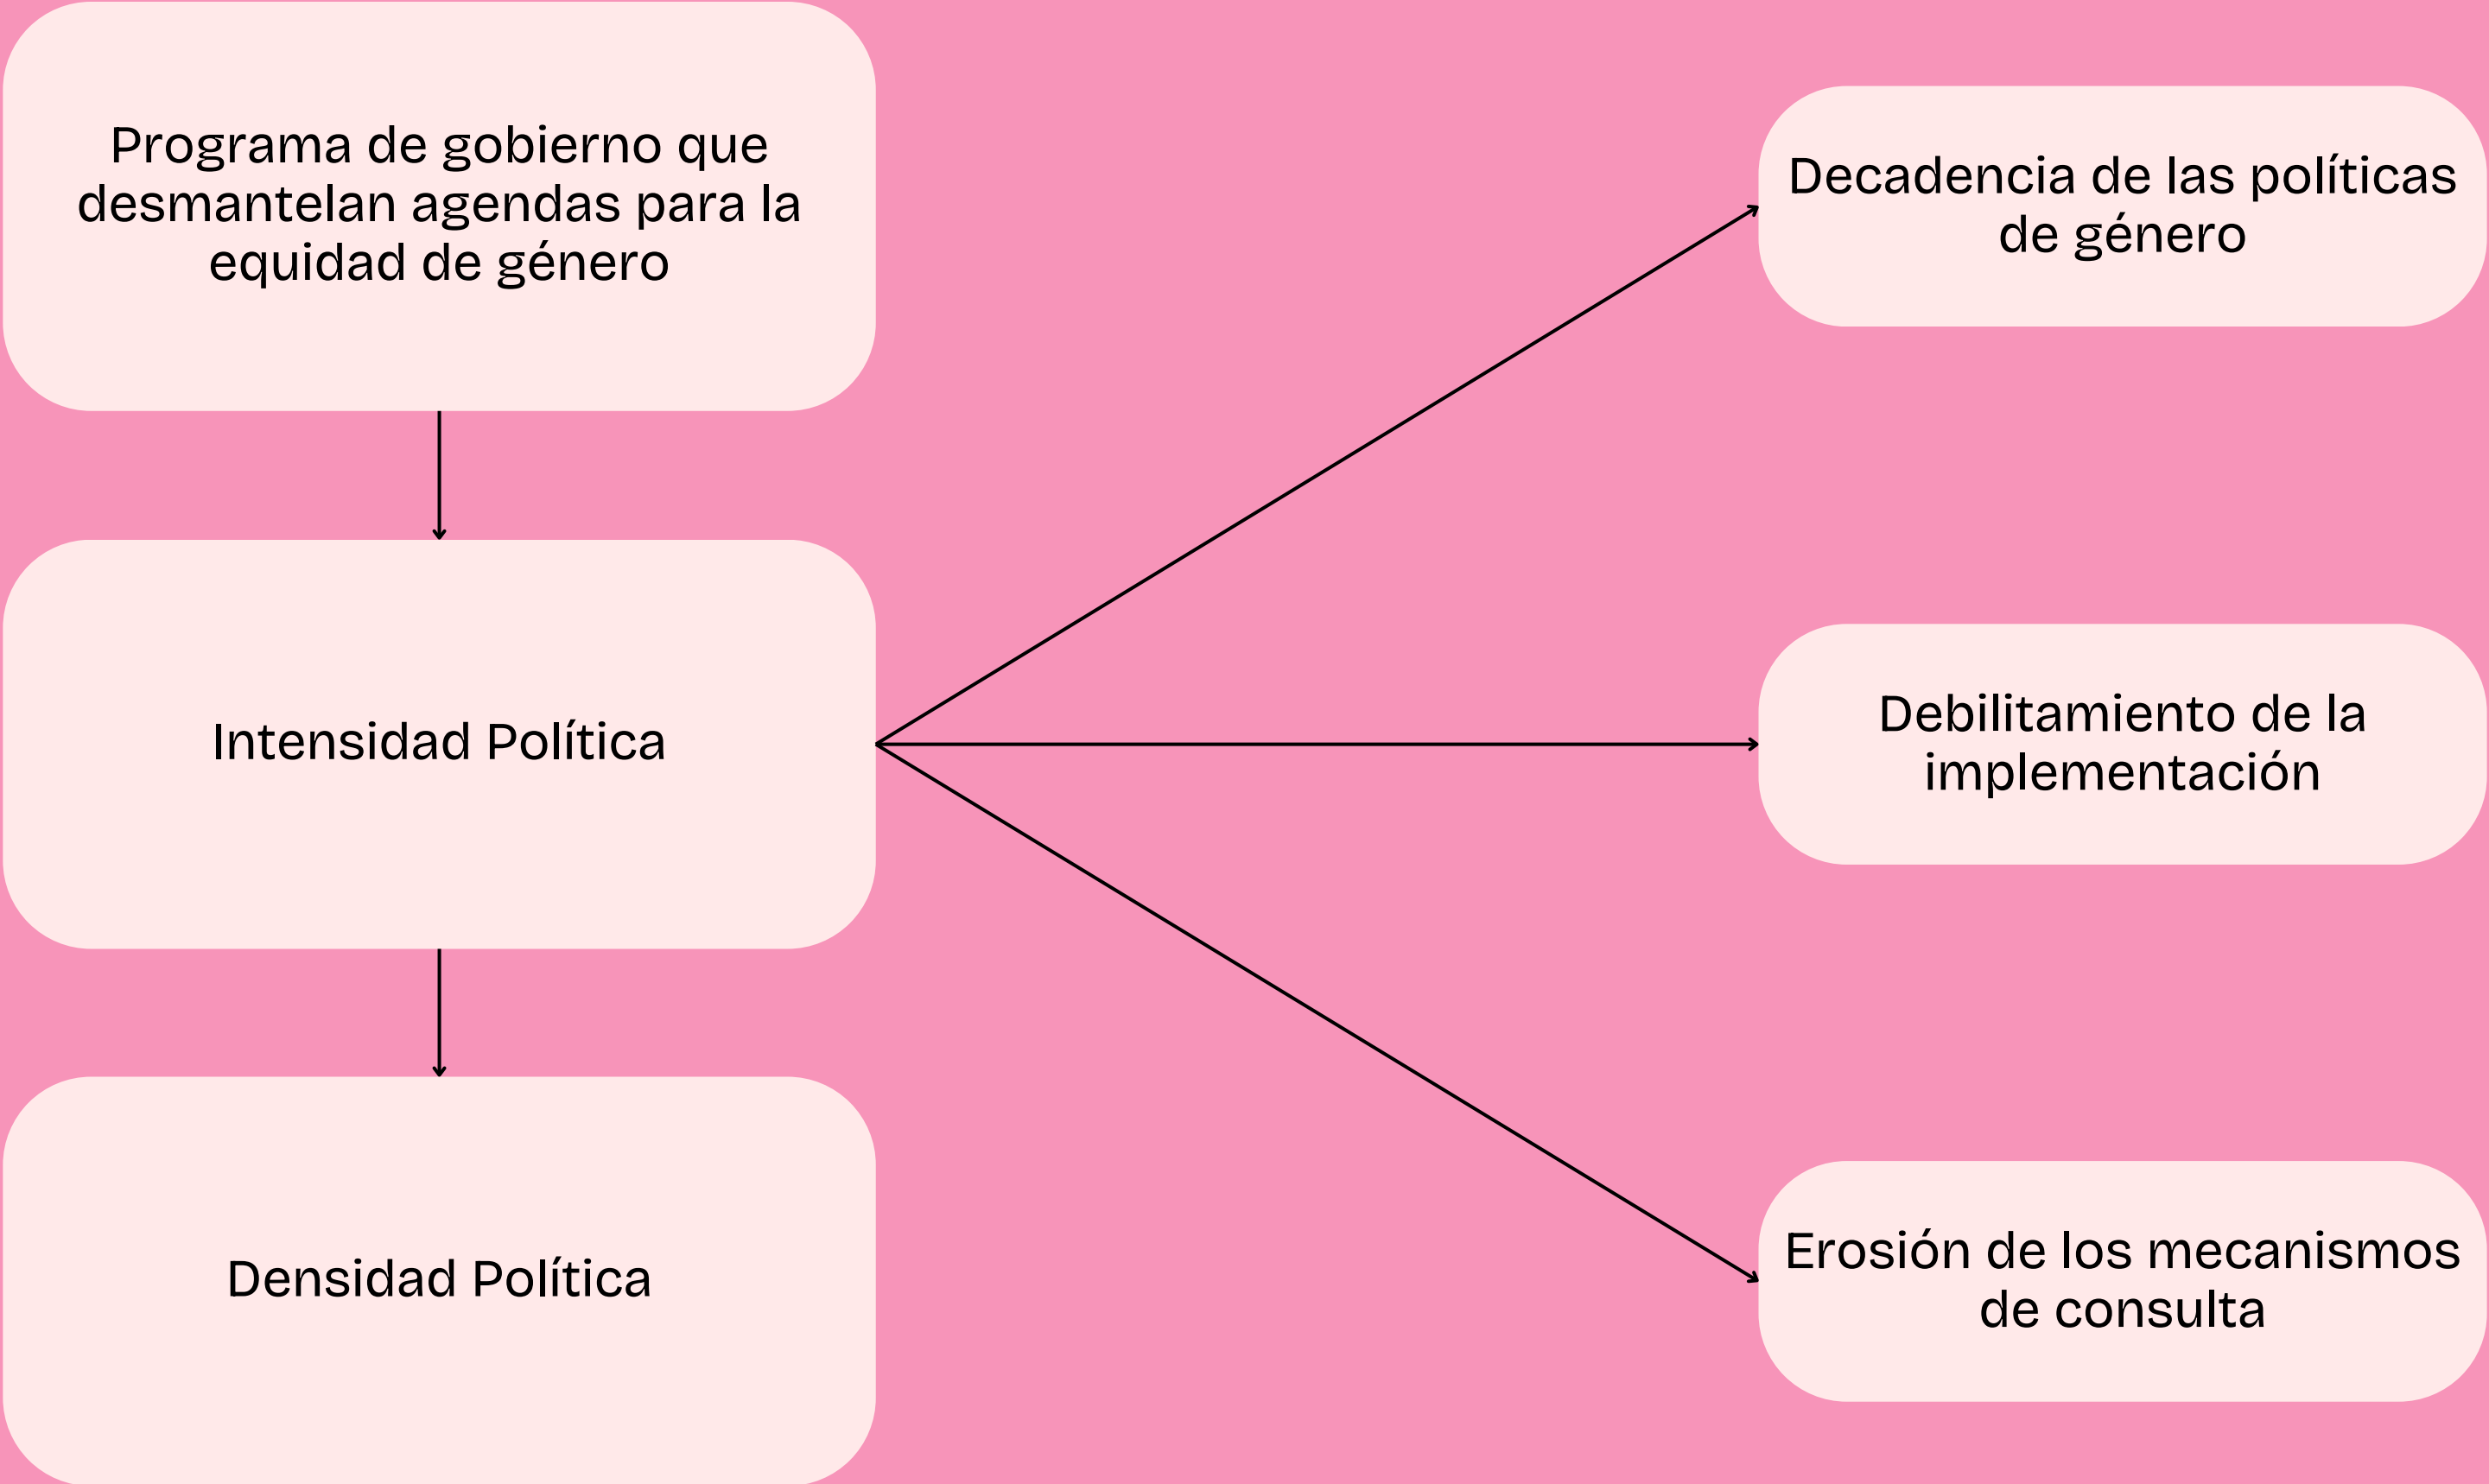 Programa de gobierno que
desmantelan agendas para la
equidad de género
Decadencia de las políticas
de género
Intensidad Política
Debilitamiento de la
implementación
Densidad Política
Erosión de los mecanismos
de consulta